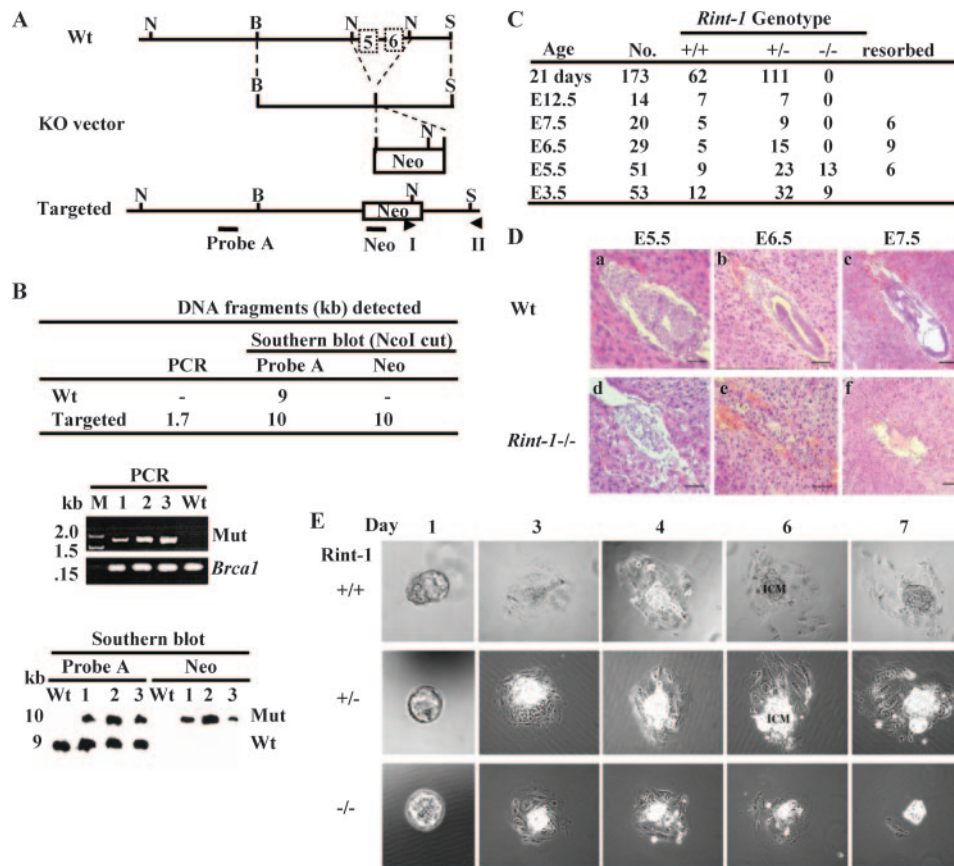 A
N B N N S
Wt
5 6
B S
KO vector
N
Neo
N B N S
Targeted
Neo
Probe A Neo I II
B
DNA fragments (kb) detected
Southern blot (NcoI cut)
PCR Probe A Neo
Wt - 9 -
Targeted 1.7 10 10
PCR
kb M 1 2 3 Wt
2.0 Mut
1.5
.15 Brca1
Southern blot
Probe A Neo
kb Wt 1 2 3 Wt 1 2 3
10 Mut
9 Wt
C
Rint-1 Genotype
Age No. +/+ +/- -/- resorbed
21 days 173 62 111 0
E12.5 14 7 7 0
E7.5 20 5 9 0 6
E6.5 29 5 15 0 9
E5.5 51 9 23 13 6
E3.5 53 12 32 9
D
E5.5 E6.5 E7.5
a b c
Wt
d e f
Rint-1-/-
E
Day 1 3 4 6 7
Rint-1
+/+
ICM
+/-
ICM
-/-